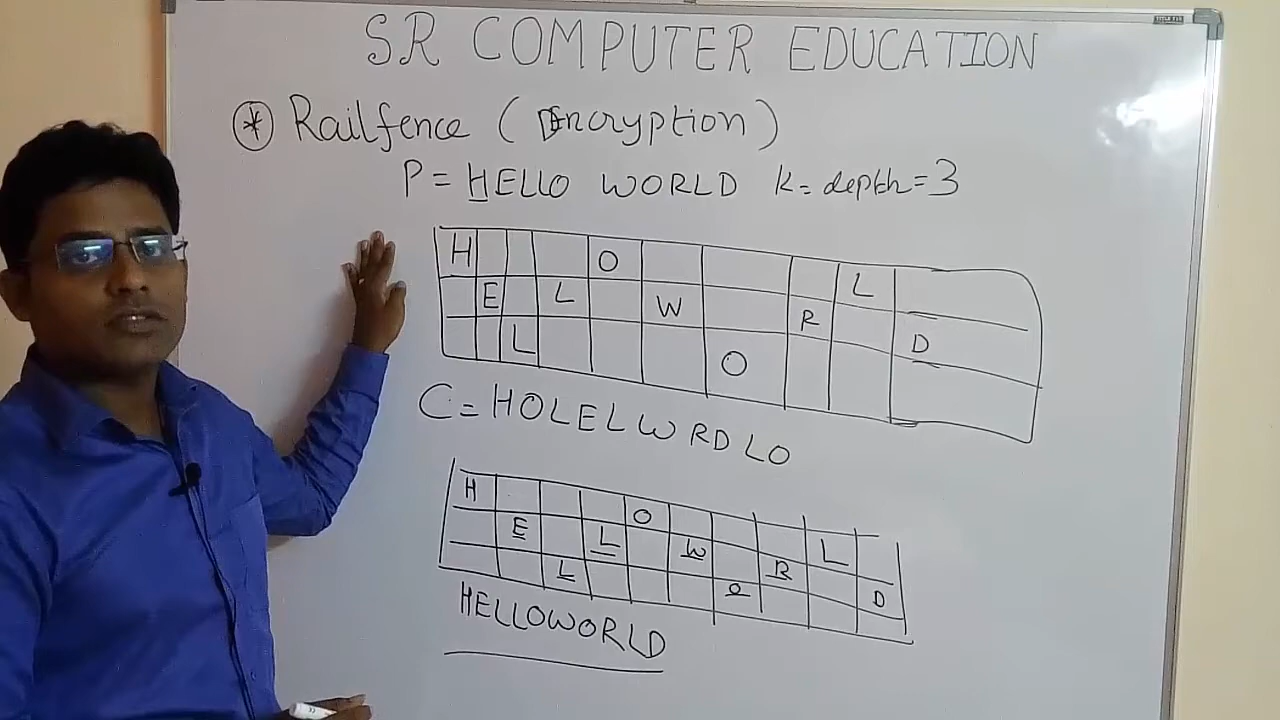 SR COMPUTER EDUCATION
* Railfence (Encryption)
P = HELLO WORLD K = depth = 3
H O L
E L W R D
L O
C = HOLELWRDLO
H O L
E L W R D
L O
HELLOWORLD